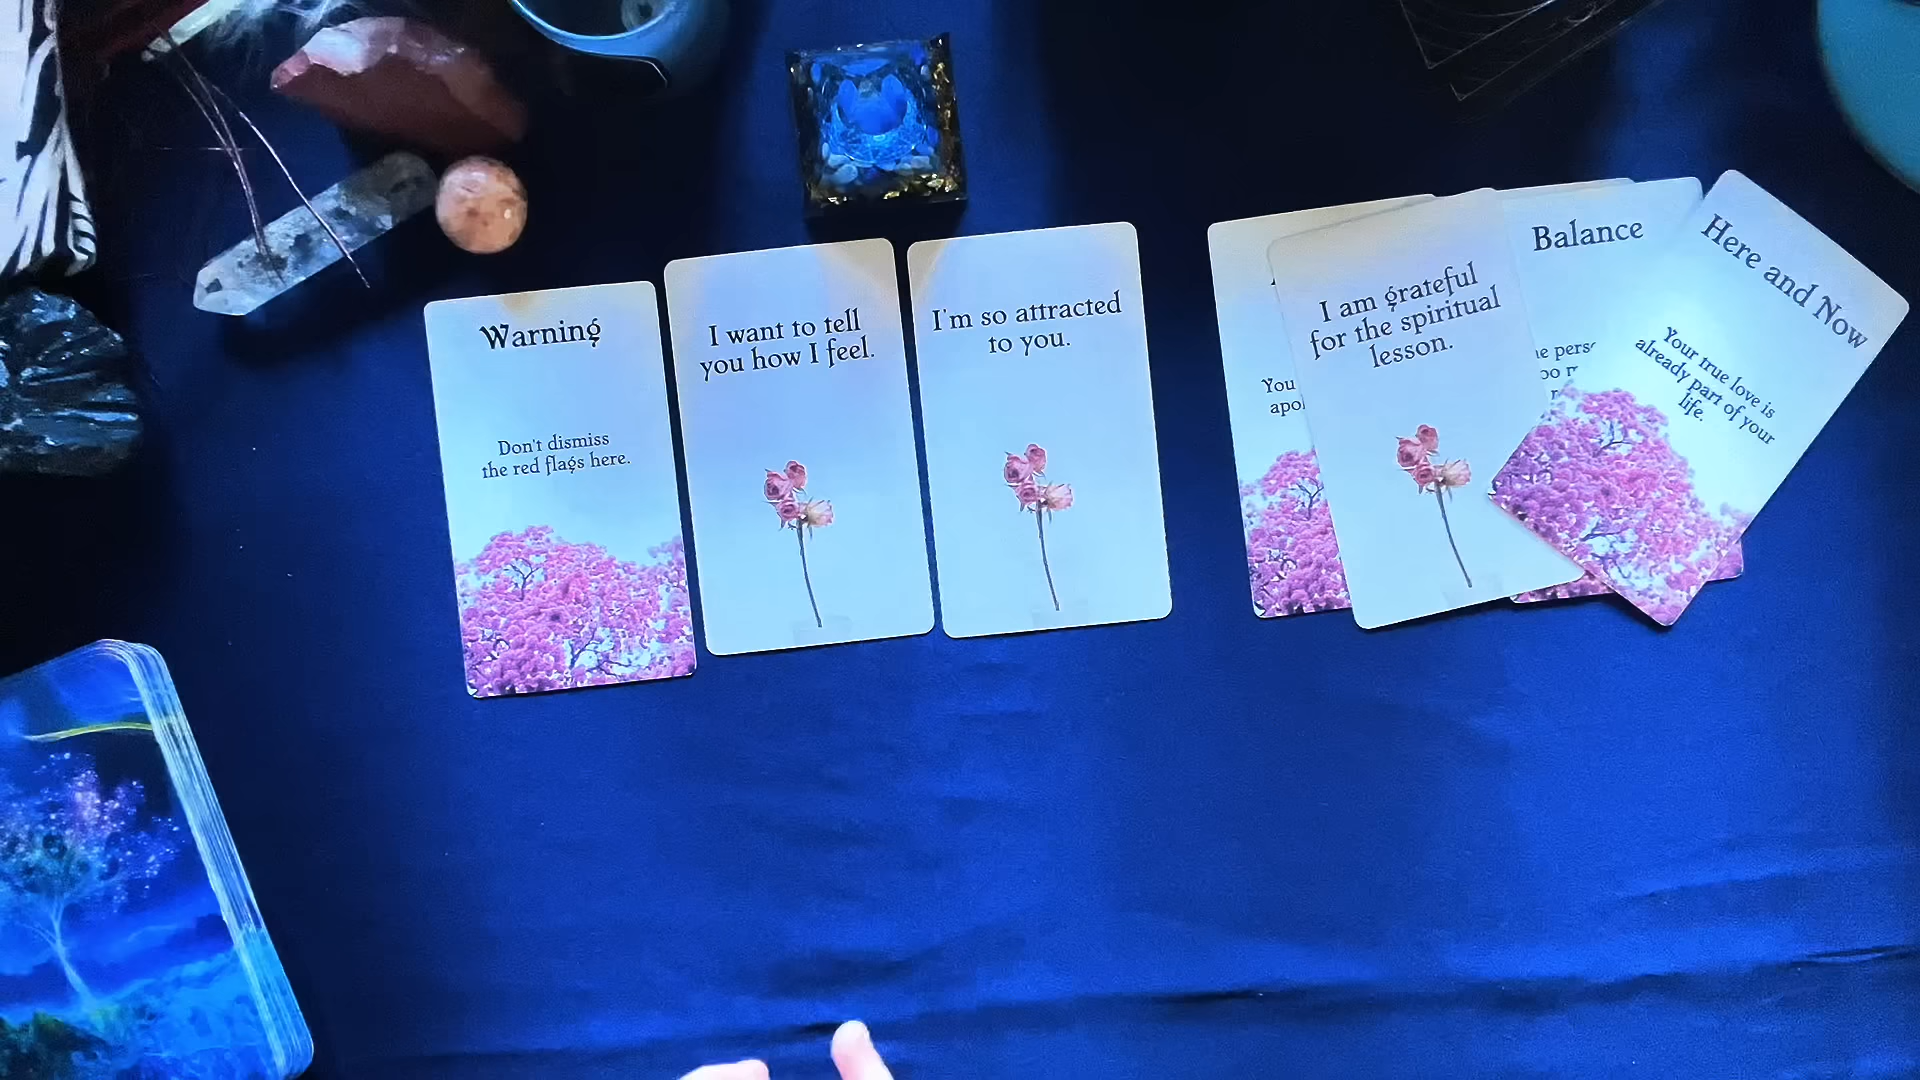 Warning
Don't dismiss
the red flags here.
I want to tell
you how I feel.
I'm so attracted
to you.
You
I am grateful
for the spiritual
lesson.
Balance
Here and Now
Your true love is
already part of your
life.